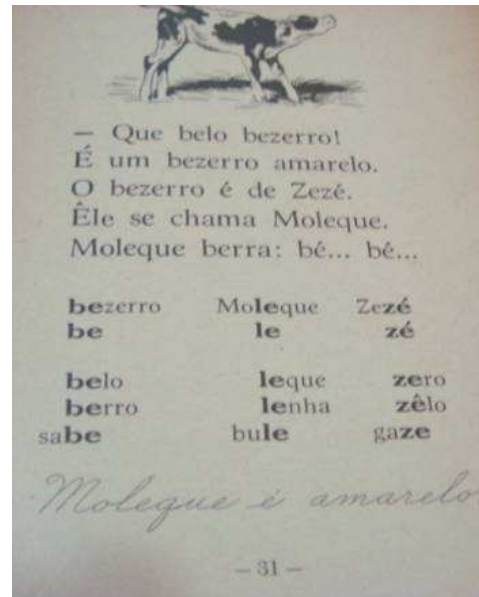 — Que belo bezerro!
É um bezerro amarelo.
O bezerro é de Zezé.
Êle se chama Moleque.
Moleque berra: bé... bé...
bezerro Moleque Zezé
be le zé
belo leque zero
berro lenha zêlo
sabe bule gaze
Moleque é amarelo
— 31 —